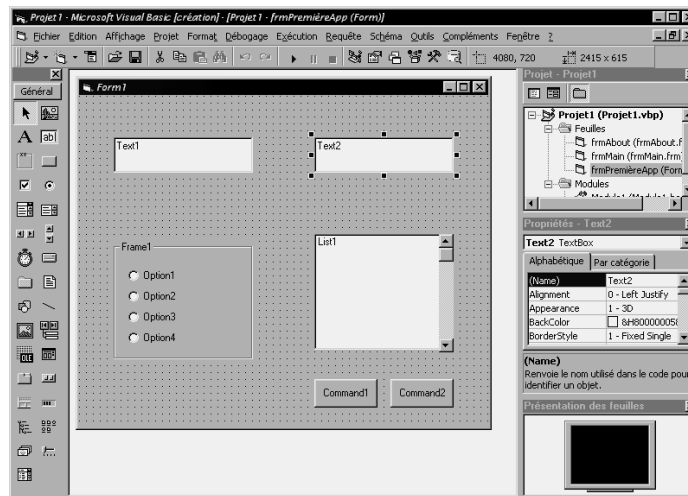 Projet1 - Microsoft Visual Basic [création] - [Projet1 - frmPremièreApp (Form)]
Fichier Edition Affichage Projet Format Débogage Exécution Requête Schéma Outils Compléments Fenêtre ?
4080, 720 2415 x 615
Général
A ab|
OLE
Form1
Text1 Text2
Frame1
Option1
Option2
Option3
Option4
List1
Command1 Command2
Projet - Projet1
Projet1 (Projet1.vbp)
Feuilles
frmAbout (frmAbout.f
frmMain (frmMain.frm)
frmPremièreApp (Form
Modules
Propriétés - Text2
Text2 TextBox
Alphabétique Par catégorie
(Name) Text2
Alignment 0 - Left Justify
Appearance 1 - 3D
BackColor &H80000005&
BorderStyle 1 - Fixed Single
(Name)
Renvoie le nom utilisé dans le code pour
identifier un objet.
Présentation des feuilles